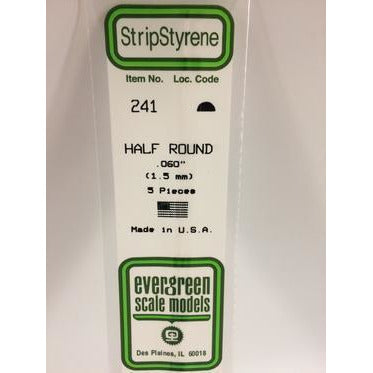 StripStyrene
Item No. Loc. Code
241
HALF ROUND
.060"
(1.5 mm)
5 Pieces
Made in U.S.A.
evergreen
scale models
Des Plaines, IL 60018